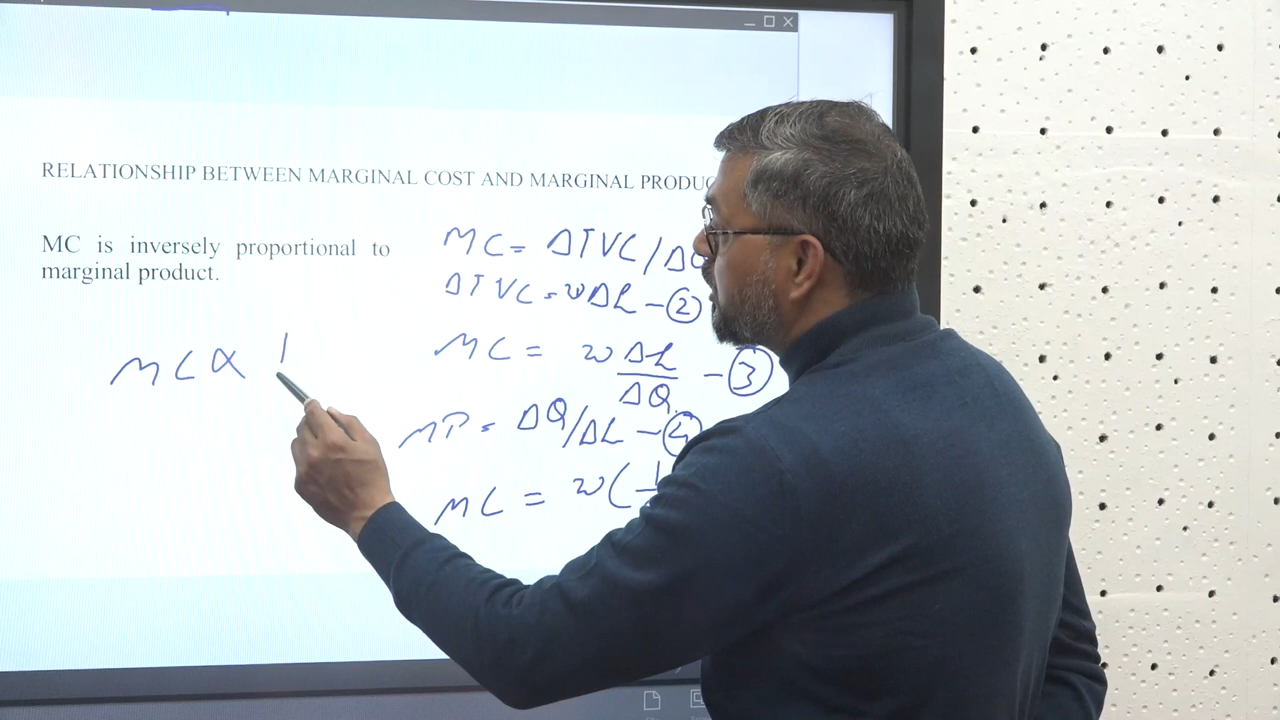 RELATIONSHIP BETWEEN MARGINAL COST AND MARGINAL PRODUC
MC is inversely proportional to
marginal product.
MC ∝ 1
MC = ΔTVC/ΔQ
ΔTVC = wΔL - ②
MC = w ΔL/ΔQ - ③
MP = ΔQ/ΔL - ④
MC = w(1